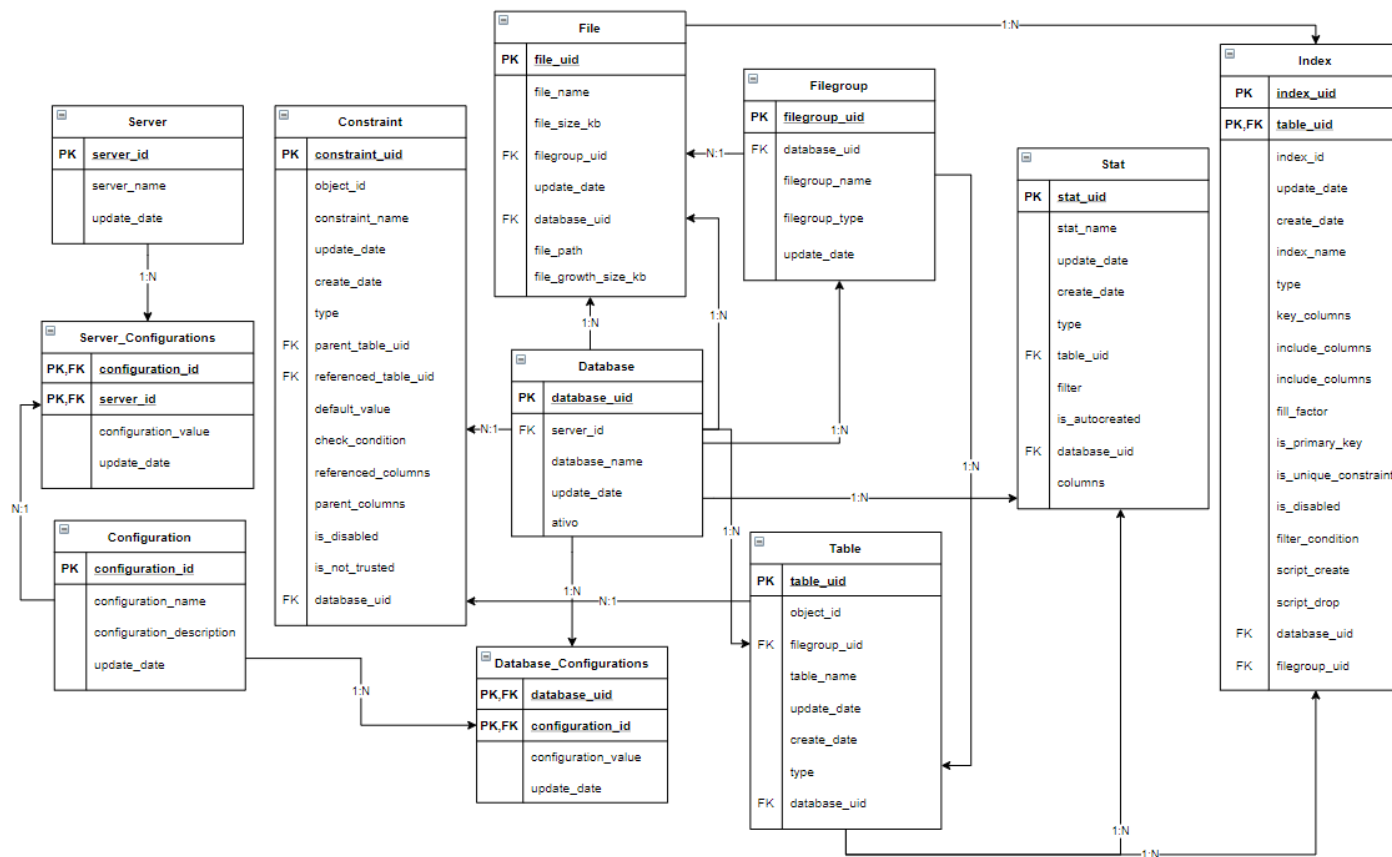 File
PK file_uid
file_name
file_size_kb
FK filegroup_uid
update_date
FK database_uid
file_path
file_growth_size_kb
1:N
Index
PK index_uid
PK,FK table_uid
index_id
update_date
create_date
index_name
type
key_columns
include_columns
include_columns
fill_factor
is_primary_key
is_unique_constraint
is_disabled
filter_condition
script_create
script_drop
FK database_uid
FK filegroup_uid
Filegroup
PK filegroup_uid
FK database_uid
filegroup_name
filegroup_type
update_date
N:1
Server
PK server_id
server_name
update_date
1:N
Constraint
PK constraint_uid
object_id
constraint_name
update_date
create_date
type
FK parent_table_uid
FK referenced_table_uid
default_value
check_condition
referenced_columns
parent_columns
is_disabled
is_not_trusted
FK database_uid
Stat
PK stat_uid
stat_name
update_date
create_date
type
FK table_uid
filter
is_autocreated
FK database_uid
columns
Server_Configurations
PK,FK configuration_id
PK,FK server_id
configuration_value
update_date
N:1
1:N
1:N
Database
PK database_uid
FK server_id
database_name
update_date
ativo
N:1
1:N
1:N
1:N
1:N
1:N
Configuration
PK configuration_id
configuration_name
configuration_description
update_date
1:N
Table
PK table_uid
object_id
FK filegroup_uid
table_name
update_date
create_date
type
FK database_uid
N:1
Database_Configurations
PK,FK database_uid
PK,FK configuration_id
configuration_value
update_date
1:N
1:N